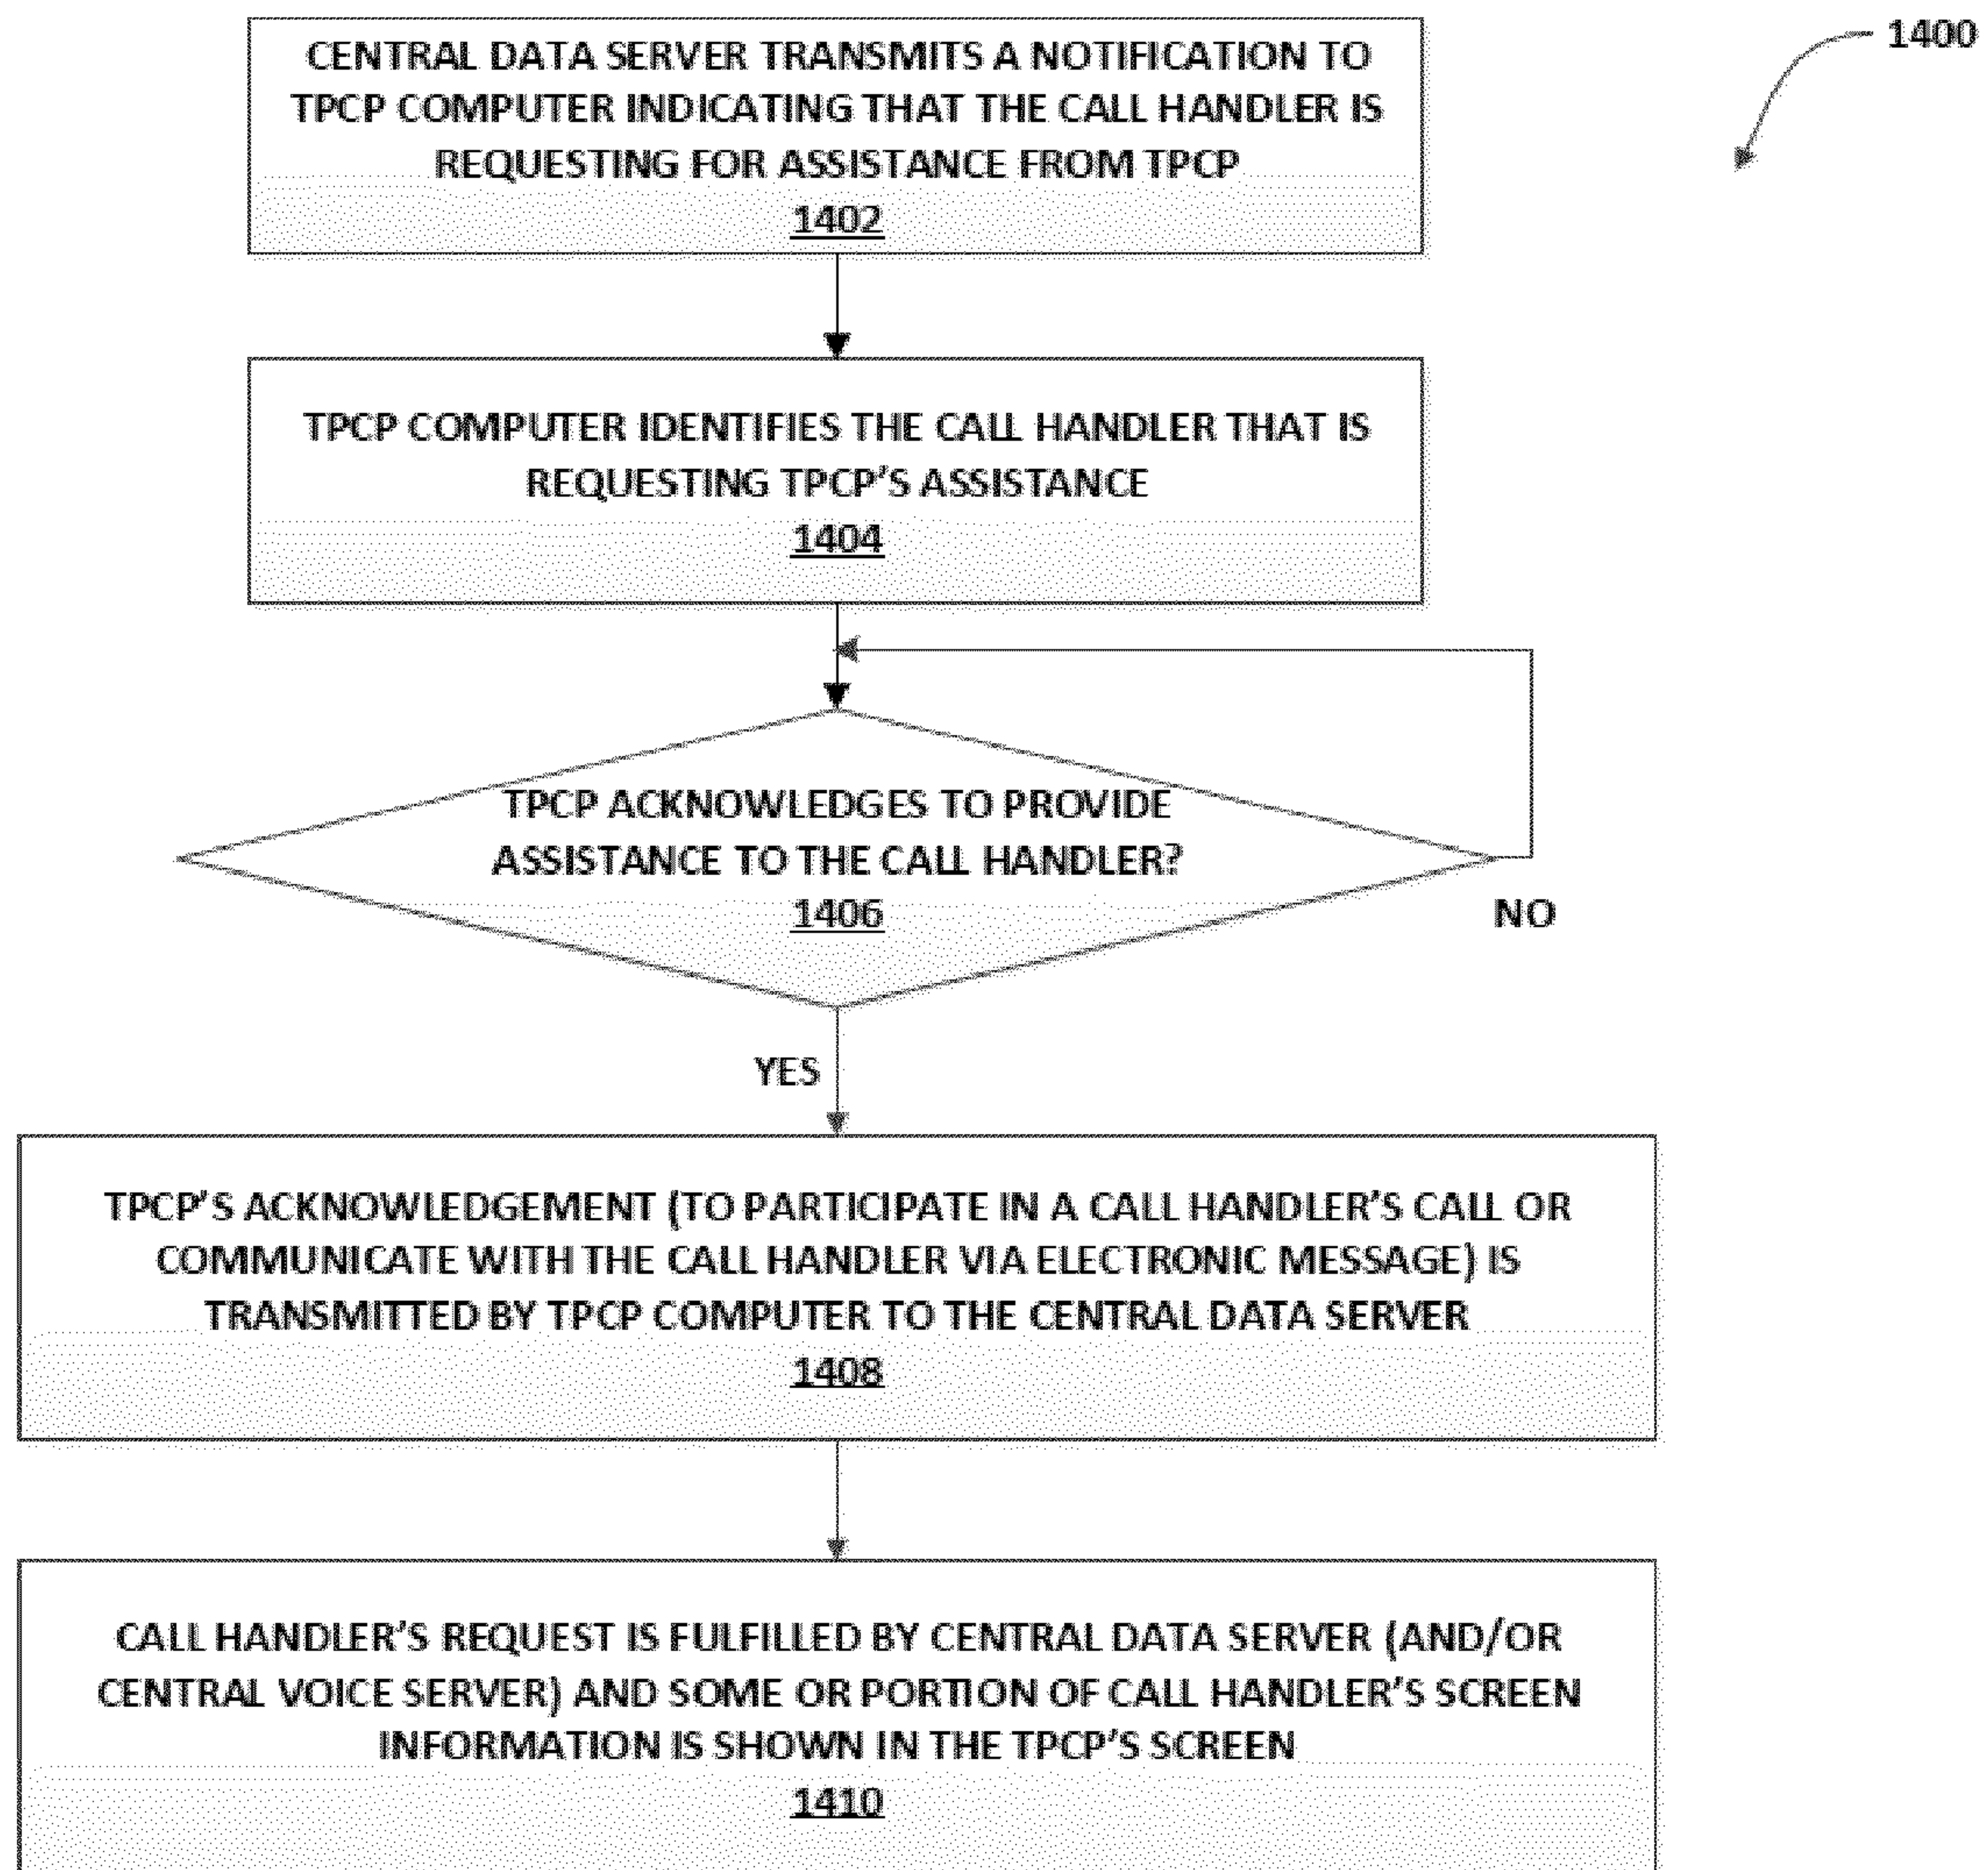 1400
CENTRAL DATA SERVER TRANSMITS A NOTIFICATION TO
TPCP COMPUTER INDICATING THAT THE CALL HANDLER IS
REQUESTING FOR ASSISTANCE FROM TPCP
1402
TPCP COMPUTER IDENTIFIES THE CALL HANDLER THAT IS
REQUESTING TPCP'S ASSISTANCE
1404
TPCP ACKNOWLEDGES TO PROVIDE
ASSISTANCE TO THE CALL HANDLER?
1406
NO
YES
TPCP'S ACKNOWLEDGEMENT (TO PARTICIPATE IN A CALL HANDLER'S CALL OR
COMMUNICATE WITH THE CALL HANDLER VIA ELECTRONIC MESSAGE) IS
TRANSMITTED BY TPCP COMPUTER TO THE CENTRAL DATA SERVER
1408
CALL HANDLER'S REQUEST IS FULFILLED BY CENTRAL DATA SERVER (AND/OR
CENTRAL VOICE SERVER) AND SOME OR PORTION OF CALL HANDLER'S SCREEN
INFORMATION IS SHOWN IN THE TPCP'S SCREEN
1410